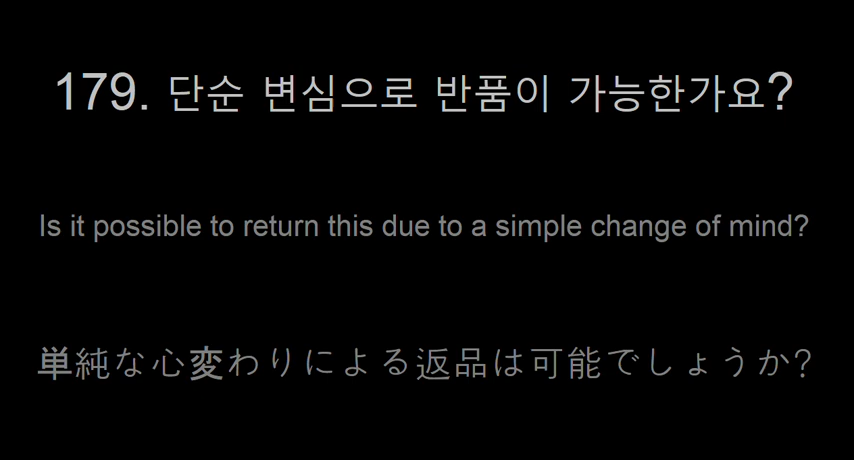 179. 단순 변심으로 반품이 가능한가요?
Is it possible to return this due to a simple change of mind?
単純な心変わりによる返品は可能でしょうか?